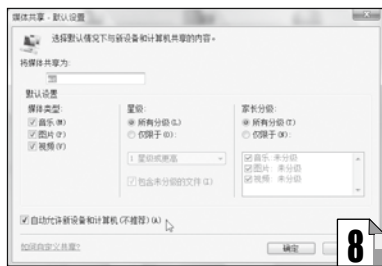 媒体共享 - 默认设置
选择默认情况下与新设备和计算机共享的内容。
将媒体共享为:
默认设置
媒体类型:
音乐(M)
图片(P)
视频(V)
星级:
所有分级(L)
仅限于(O):
1 星级或更高
包含未分级的文件(I)
家长分级:
所有分级(T)
仅限于(N):
音乐: 未分级
图片: 未分级
视频: 未分级
自动允许新设备和计算机(不推荐)(A)
如何自定义共享?
确定
8